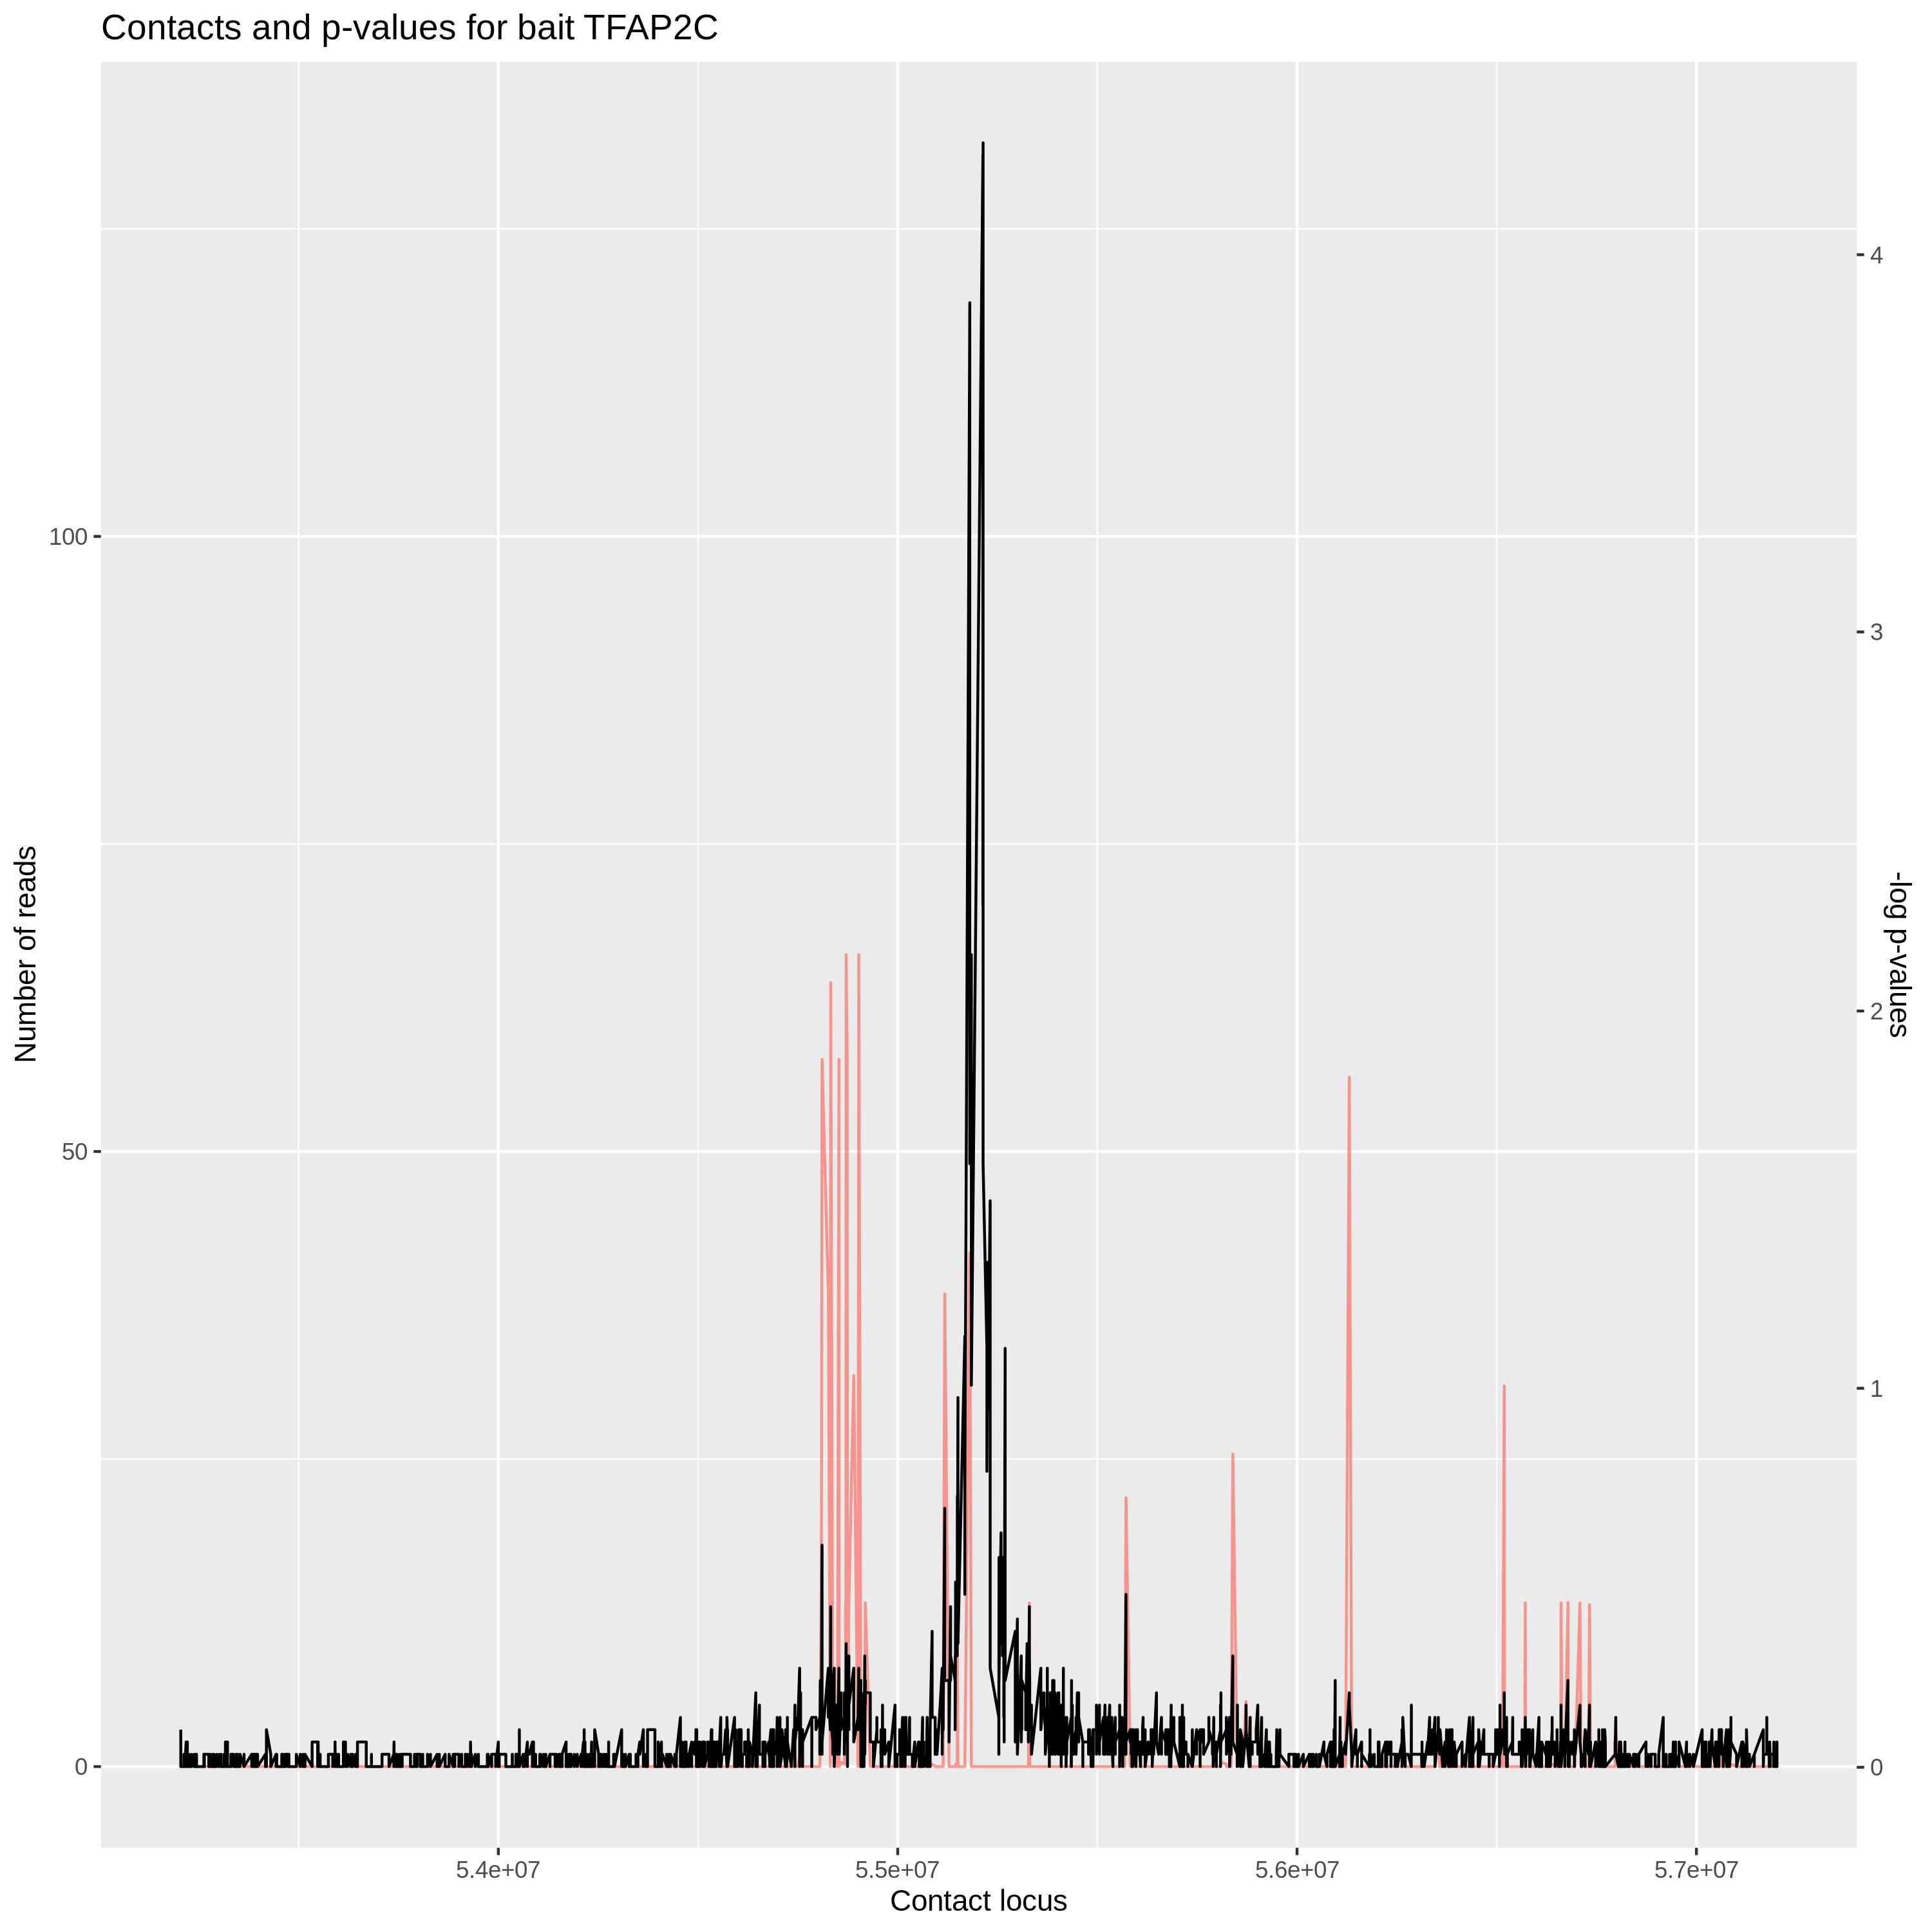 Contacts and p-values for bait TFAP2C
Number of reads
100
50
0
4
3
2
1
0
-log p-values
5.4e+07
5.5e+07
5.6e+07
5.7e+07
Contact locus